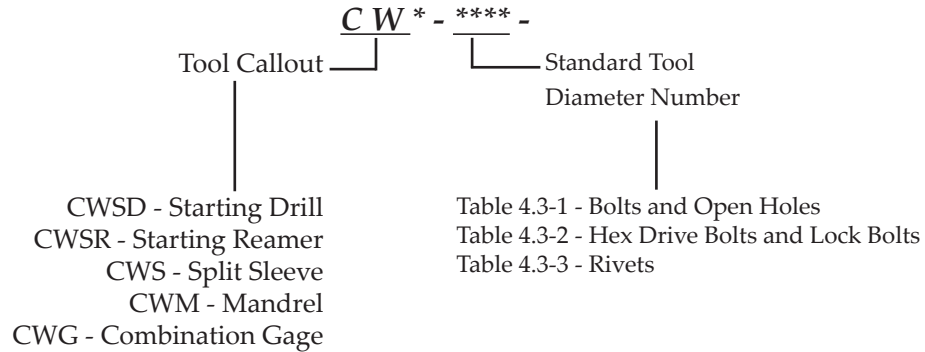 C W * - **** -
Tool Callout
Standard Tool
Diameter Number
CWSD - Starting Drill
CWSR - Starting Reamer
CWS - Split Sleeve
CWM - Mandrel
CWG - Combination Gage
Table 4.3-1 - Bolts and Open Holes
Table 4.3-2 - Hex Drive Bolts and Lock Bolts
Table 4.3-3 - Rivets